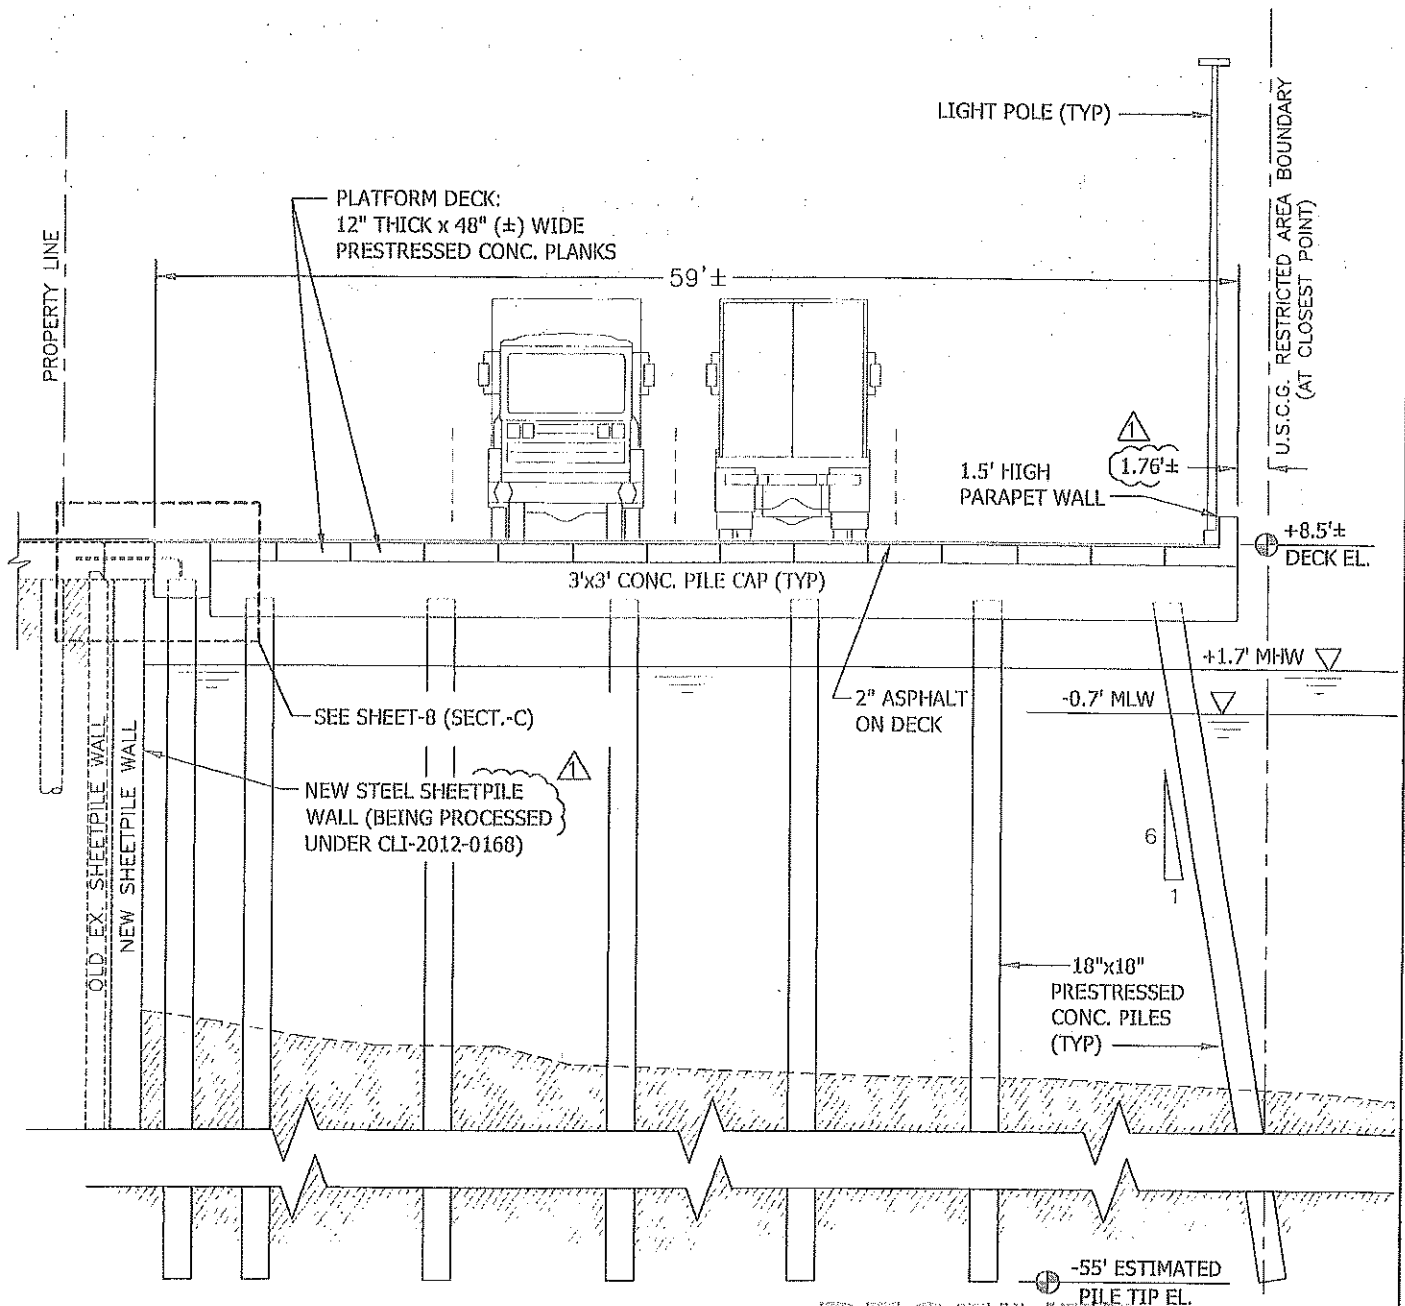 LIGHT POLE (TYP)
U.S.C.G. RESTRICTED AREA BOUNDARY
(AT CLOSEST POINT)
PROPERTY LINE
PLATFORM DECK:
12" THICK x 48" (±) WIDE
PRESTRESSED CONC. PLANKS
59'±
1
1.76'±
1.5' HIGH
PARAPET WALL
+8.5'±
DECK EL.
3'x3' CONC. PILE CAP (TYP)
+1.7' MHW
-0.7' MLW
2" ASPHALT
ON DECK
SEE SHEET-8 (SECT.-C)
1
NEW STEEL SHEETPILE
WALL (BEING PROCESSED
UNDER CLI-2012-0168)
OLD EX. SHEETPILE WALL
NEW SHEETPILE WALL
6
1
18"x18"
PRESTRESSED
CONC. PILES
(TYP)
-55' ESTIMATED
PILE TIP EL.